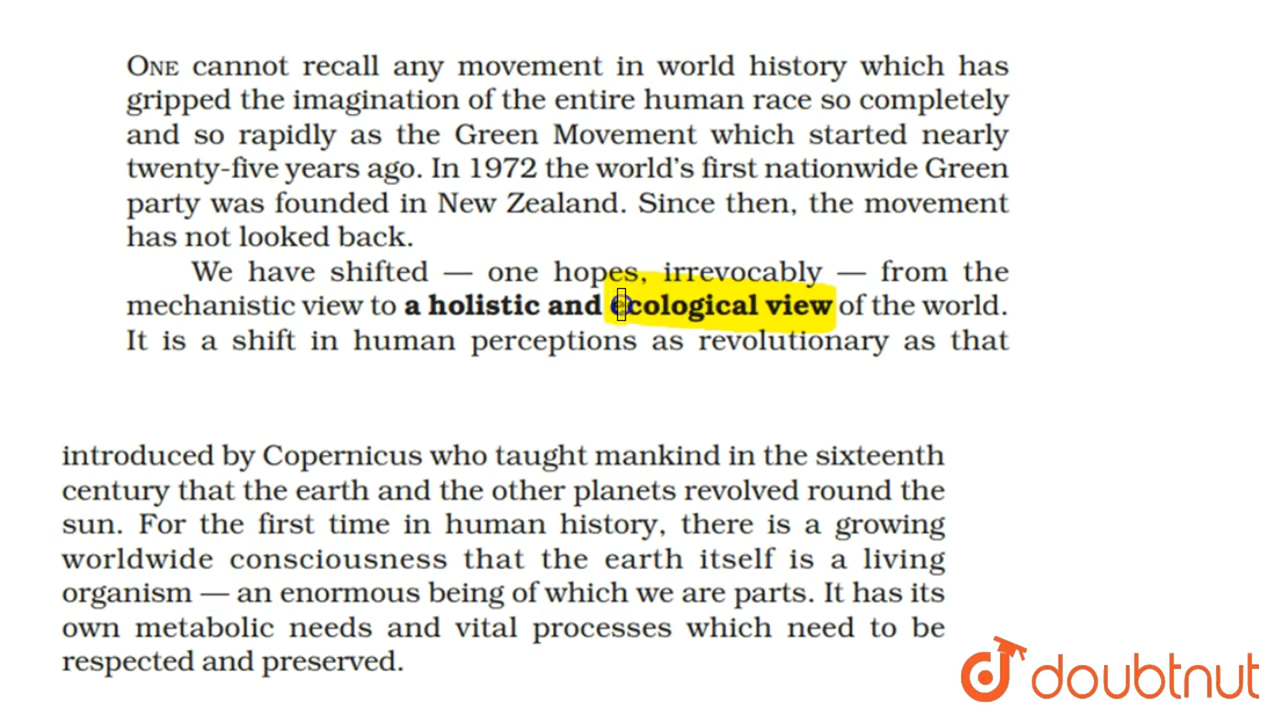 ONE cannot recall any movement in world history which has
gripped the imagination of the entire human race so completely
and so rapidly as the Green Movement which started nearly
twenty-five years ago. In 1972 the world's first nationwide Green
party was founded in New Zealand. Since then, the movement
has not looked back.
We have shifted — one hopes, irrevocably — from the
mechanistic view to a holistic and ecological view of the world.
It is a shift in human perceptions as revolutionary as that
introduced by Copernicus who taught mankind in the sixteenth
century that the earth and the other planets revolved round the
sun. For the first time in human history, there is a growing
worldwide consciousness that the earth itself is a living
organism — an enormous being of which we are parts. It has its
own metabolic needs and vital processes which need to be
respected and preserved.
doubtnut